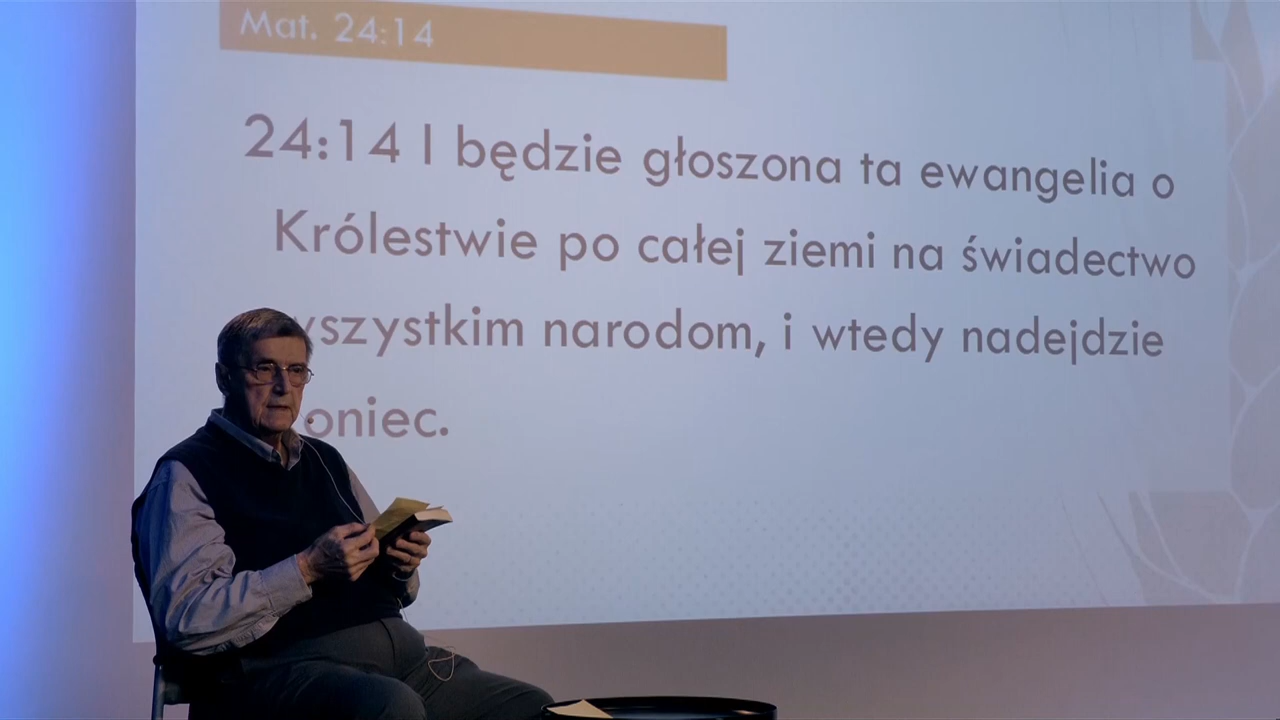 Mat. 24:14
24:14 I będzie głoszona ta ewangelia o
Królestwie po całej ziemi na świadectwo
wszystkim narodom, i wtedy nadejdzie
koniec.